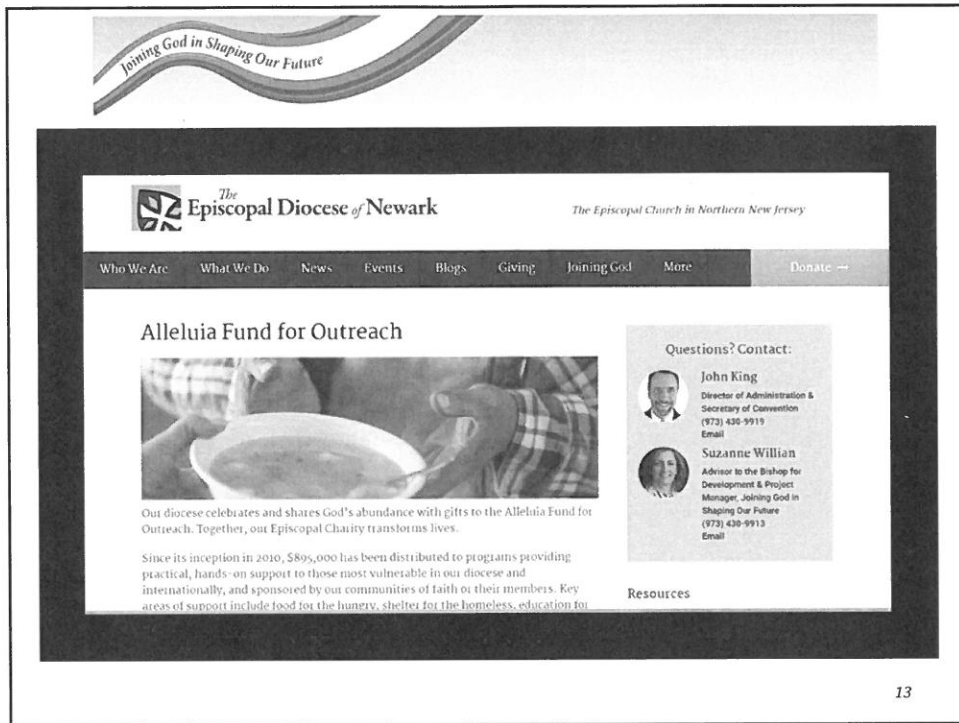 Joining God in Shaping Our Future
The
Episcopal Diocese of Newark
The Episcopal Church in Northern New Jersey
Who We Are What We Do News Events Blogs Giving Joining God More Donate →
Alleluia Fund for Outreach
Our diocese celebrates and shares God's abundance with gifts to the Alleluia Fund for
Outreach. Together, our Episcopal Charity transforms lives.
Since its inception in 2010, $895,000 has been distributed to programs providing
practical, hands-on support to those most vulnerable in our diocese and
internationally, and sponsored by our communities of faith or their members. Key
areas of support include food for the hungry, shelter for the homeless, education for
Questions? Contact:
John King
Director of Administration &
Secretary of Convention
(973) 430-9919
Email
Suzanne Willian
Advisor to the Bishop for
Development & Project
Manager, Joining God in
Shaping Our Future
(973) 430-9913
Email
Resources
13